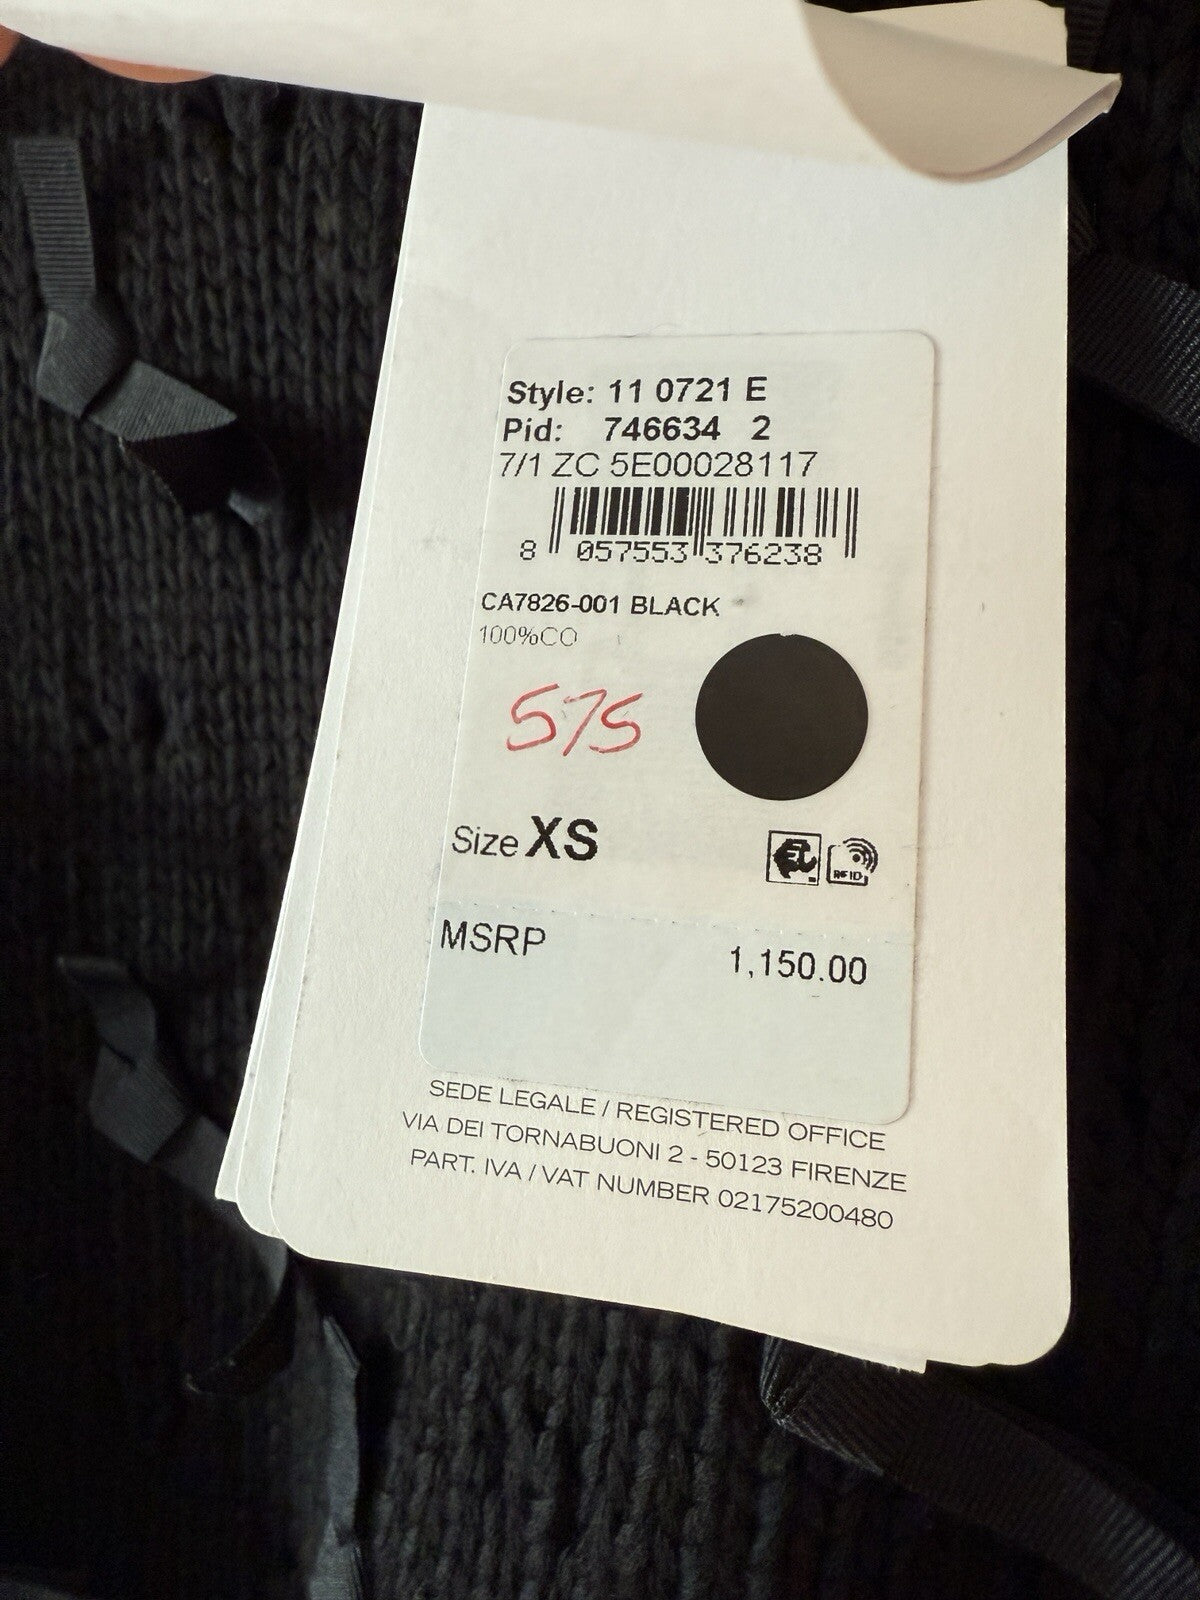 Style: 11 0721 E
Pid: 746634 2
7/1 ZC 5E00028117
8 057553 376238
CA7826-001 BLACK
100%CO
575
Size XS
RFID
MSRP 1,150.00
SEDE LEGALE / REGISTERED OFFICE
VIA DEI TORNABUONI 2 - 50123 FIRENZE
PART. IVA / VAT NUMBER 02175200480